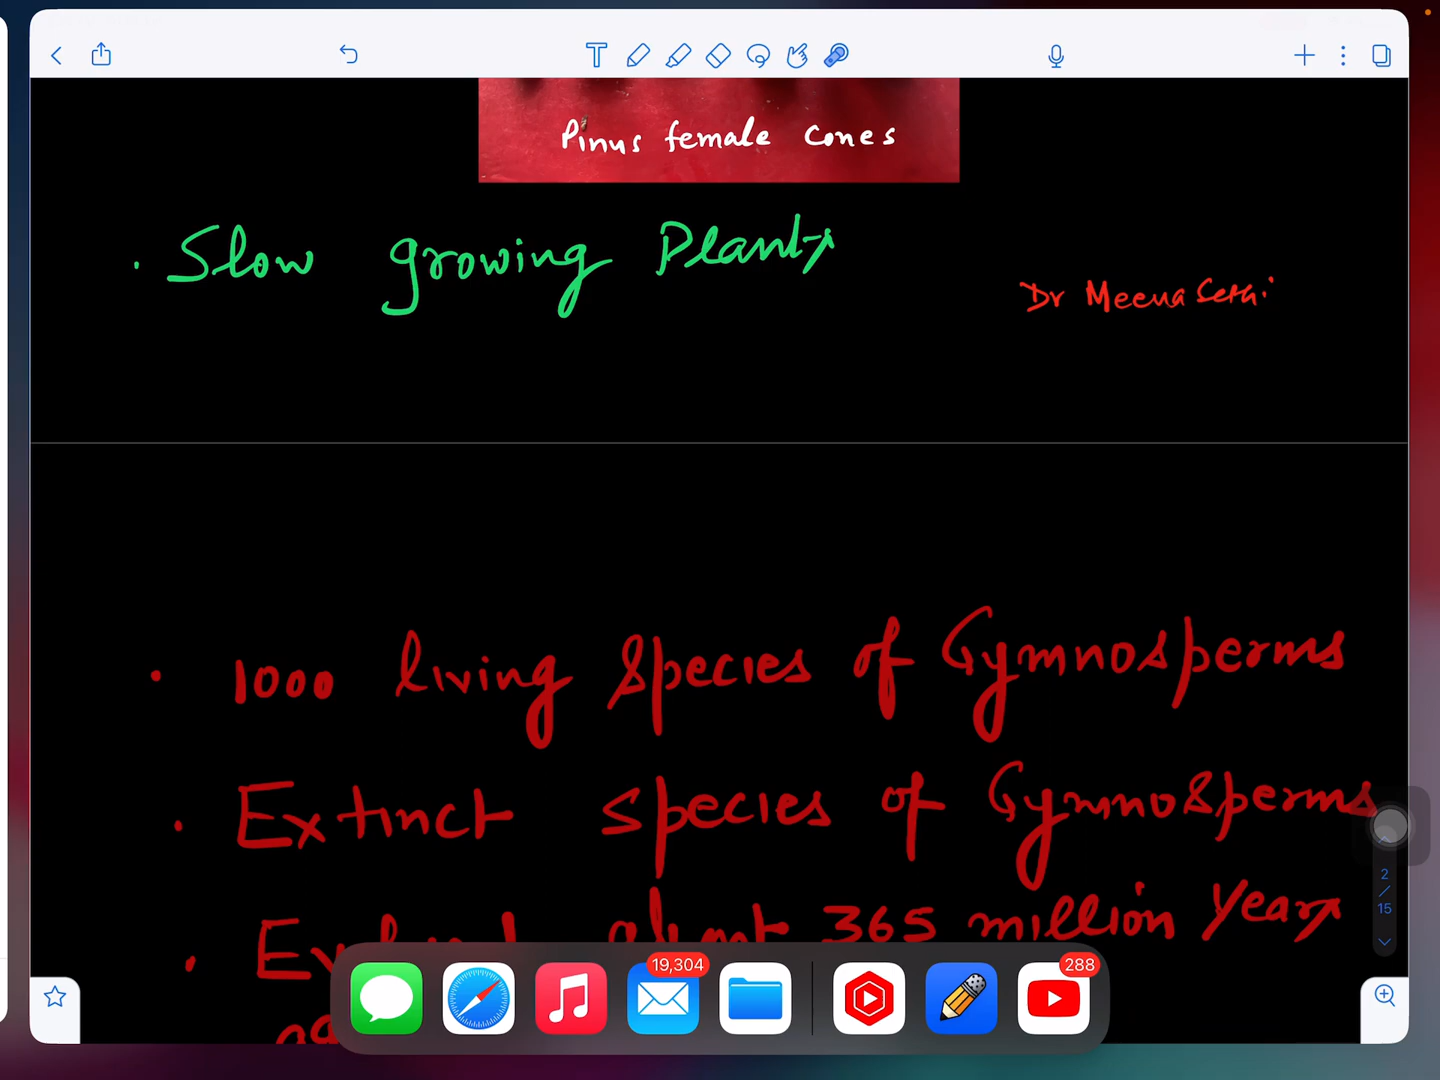 Pinus female cones
. Slow growing Plants
Dr Meena Sethi
. 1000 living species of Gymnosperms
. Extinct species of Gymnosperms
. about 365 million years
2
/
15
19,304
288